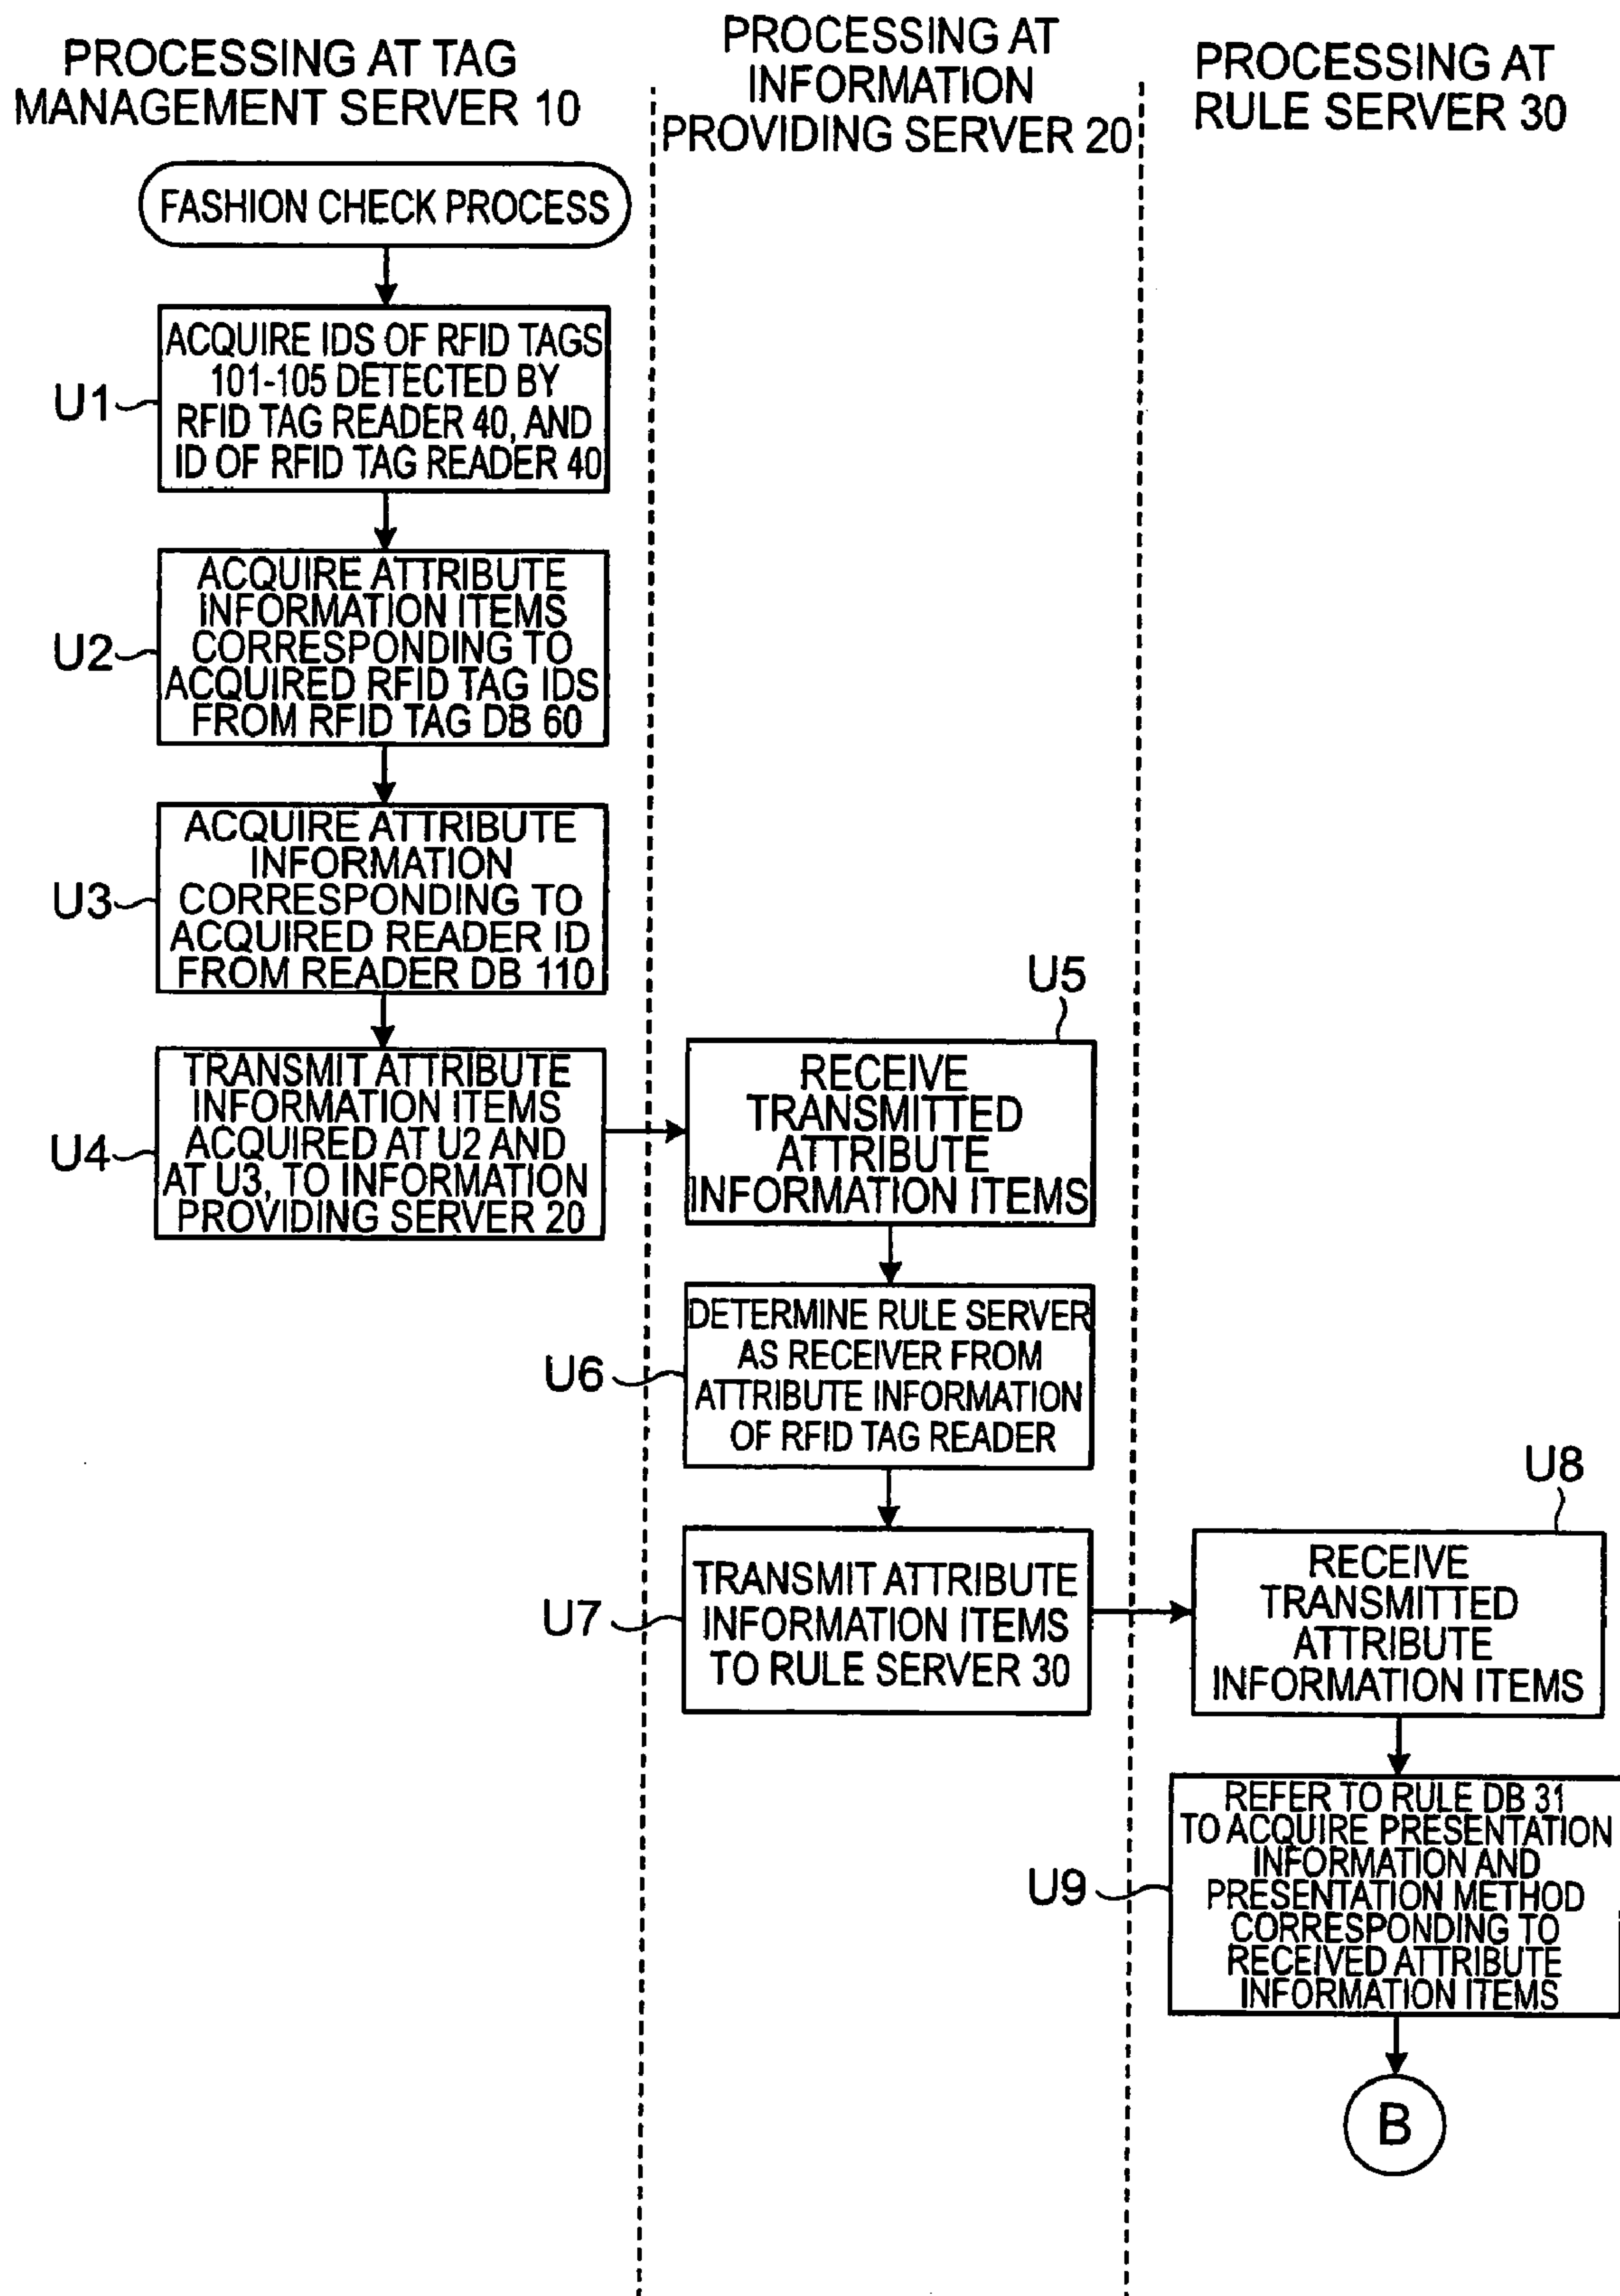 PROCESSING AT TAG
MANAGEMENT SERVER 10
PROCESSING AT
INFORMATION
PROVIDING SERVER 20
PROCESSING AT
RULE SERVER 30
FASHION CHECK PROCESS
U1
ACQUIRE IDS OF RFID TAGS
101-105 DETECTED BY
RFID TAG READER 40, AND
ID OF RFID TAG READER 40
U2
ACQUIRE ATTRIBUTE
INFORMATION ITEMS
CORRESPONDING TO
ACQUIRED RFID TAG IDS
FROM RFID TAG DB 60
U3
ACQUIRE ATTRIBUTE
INFORMATION
CORRESPONDING TO
ACQUIRED READER ID
FROM READER DB 110
U4
TRANSMIT ATTRIBUTE
INFORMATION ITEMS
ACQUIRED AT U2 AND
AT U3, TO INFORMATION
PROVIDING SERVER 20
U5
RECEIVE
TRANSMITTED
ATTRIBUTE
INFORMATION ITEMS
U6
DETERMINE RULE SERVER
AS RECEIVER FROM
ATTRIBUTE INFORMATION
OF RFID TAG READER
U7
TRANSMIT ATTRIBUTE
INFORMATION ITEMS
TO RULE SERVER 30
U8
RECEIVE
TRANSMITTED
ATTRIBUTE
INFORMATION ITEMS
U9
REFER TO RULE DB 31
TO ACQUIRE PRESENTATION
INFORMATION AND
PRESENTATION METHOD
CORRESPONDING TO
RECEIVED ATTRIBUTE
INFORMATION ITEMS
B